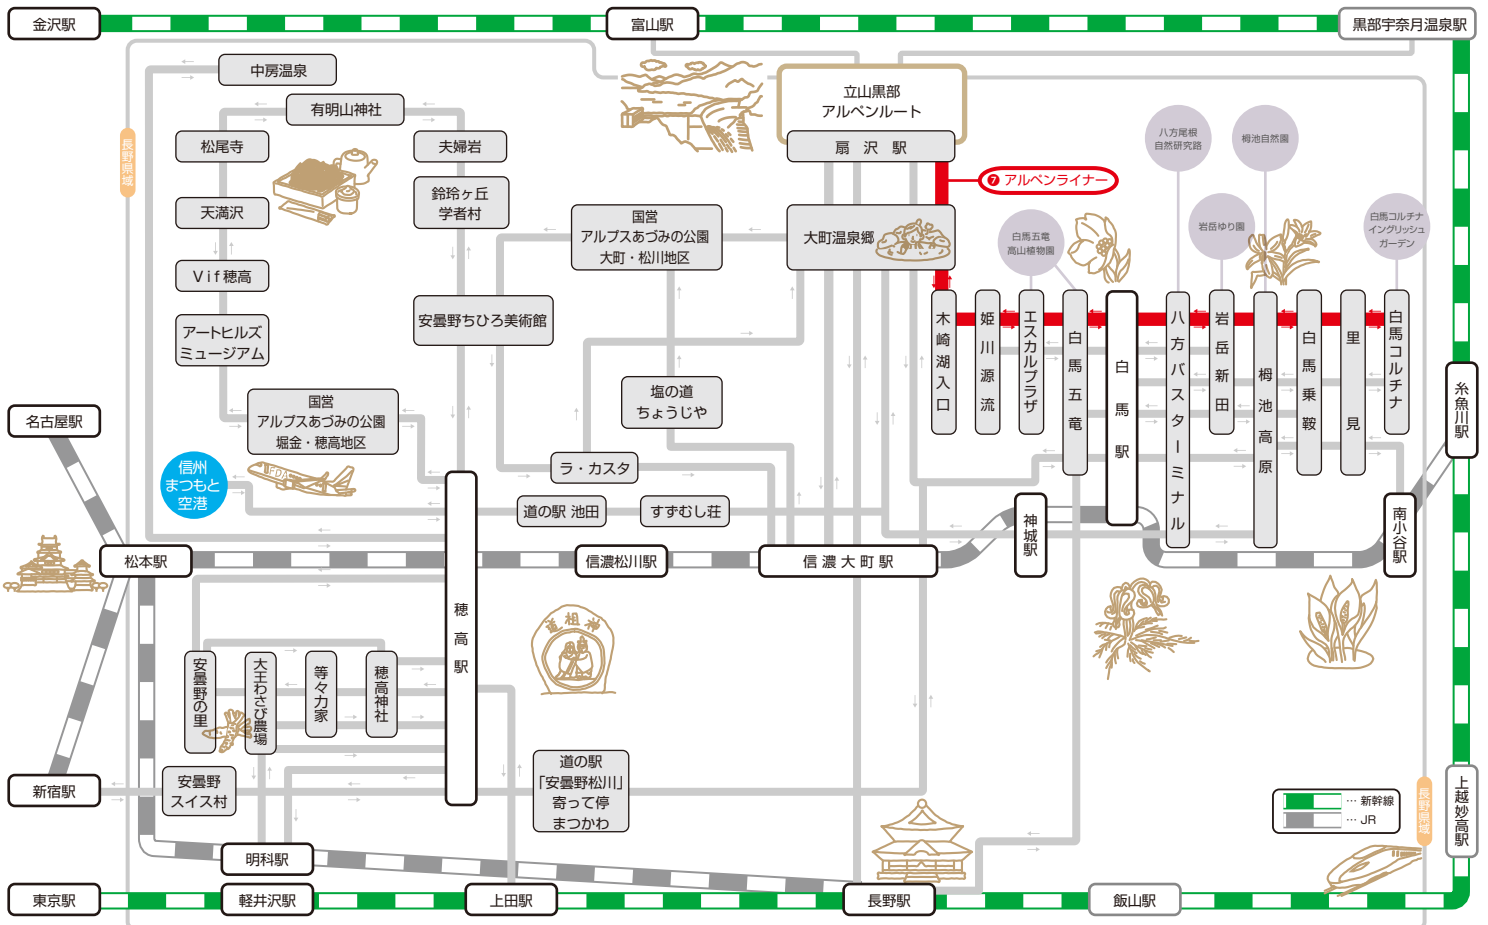 金沢駅
富山駅
黒部宇奈月温泉駅
中房温泉
有明山神社
松尾寺
夫婦岩
天満沢
鈴玲ヶ丘
学者村
Vif穂高
アートヒルズ
ミュージアム
国営
アルプスあづみの公園
堀金・穂高地区
長野県域
立山黒部
アルペンルート
扇沢駅
❼ アルペンライナー
国営
アルプスあづみの公園
大町・松川地区
大町温泉郷
安曇野ちひろ美術館
塩の道
ちょうじや
ラ・カスタ
道の駅 池田
すずむし荘
八方尾根
自然研究路
栂池自然園
白馬五竜
高山植物園
岩岳ゆり園
白馬コルチナ
イングリッシュ
ガーデン
木崎湖入口
姫川源流
エスカルプラザ
白馬五竜
白馬駅
八方バスターミナル
岩岳新田
栂池高原
白馬乗鞍
里見
白馬コルチナ
糸魚川駅
名古屋駅
信州
まつもと
空港
FDA
松本駅
信濃松川駅
信濃大町駅
神城駅
南小谷駅
穂高駅
道祖神
安曇野の里
大王わさび農場
等々力家
穂高神社
新宿駅
安曇野
スイス村
道の駅
「安曇野松川」
寄って停
まつかわ
明科駅
… 新幹線
… JR
長野県域
上越妙高駅
東京駅
軽井沢駅
上田駅
長野駅
飯山駅